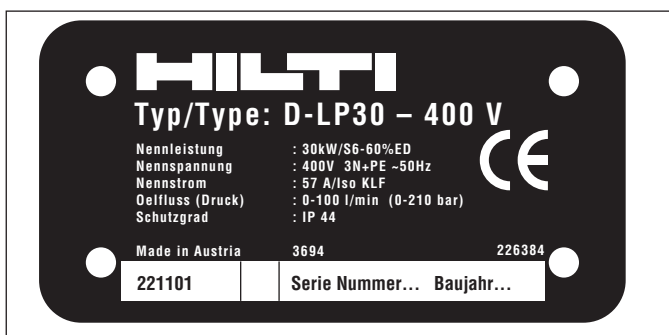 HILTI
Typ/Type: D-LP30 – 400 V
Nennleistung : 30kW/S6-60%ED
Nennspannung : 400V 3N+PE ~50Hz
Nennstrom : 57 A/Iso KLF
Oelfluss (Druck) : 0-100 l/min (0-210 bar)
Schutzgrad : IP 44
CE
Made in Austria 3694 226384
221101 Serie Nummer... Baujahr...